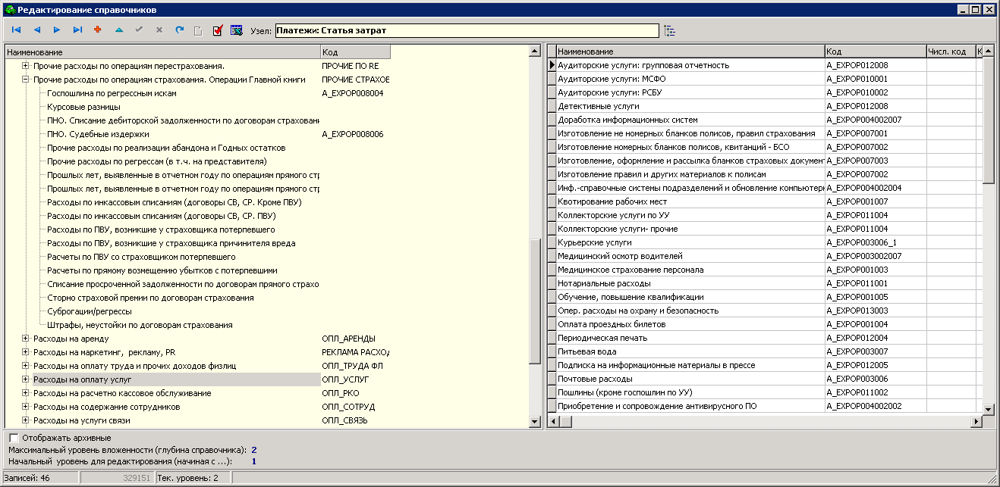 Редактирование справочников
Узел: Платежи: Статья затрат
Наименование Код
Прочие расходы по операциям перестрахования. ПРОЧИЕ ПО RE
Прочие расходы по операциям страхования. Операции Главной книги ПРОЧИЕ СТРАХОВ
Госпошлина по регрессным искам A_EXPOP008004
Курсовые разницы
ПНО. Списание дебиторской задолженности по договорам страховани
ПНО. Судебные издержки A_EXPOP008006
Прочие расходы по реализации абандона и Годных остатков
Прочие расходы по регрессам (в т.ч. на представителя)
Прошлых лет, выявленные в отчетном году по операциям прямого стр
Прошлых лет, выявленные в отчетном году по операциям прямого стр
Расходы по инкассовым списаниям (договоры СВ, СР. Кроме ПВУ)
Расходы по инкассовым списаниям (договоры СВ, СР. ПВУ)
Расходы по ПВУ, возникшие у страховщика потерпевшего
Расходы по ПВУ, возникшие у страховщика причинителя вреда
Расчеты по ПВУ со страховщиком потерпевшего
Расчеты по прямому возмещению убытков с потерпевшими
Списание просроченной задолженности по договорам прямого страхо
Сторно страховой премии по договорам страхования
Суброгации/регрессы
Штрафы, неустойки по договорам страхования
Расходы на аренду ОПЛ_АРЕНДЫ
Расходы на маркетинг, рекламу, PR РЕКЛАМА РАСХОД
Расходы на оплату труда и прочих доходов физлиц ОПЛ_ТРУДА ФЛ
Расходы на оплату услуг ОПЛ_УСЛУГ
Расходы на расчетно кассовое обслуживание ОПЛ_РКО
Расходы на содержание сотрудников ОПЛ_СОТРУД
Расходы на услуги связи ОПЛ_СВЯЗЬ
Наименование Код Числ. код К
Аудиторские услуги: групповая отчетность A_EXPOP012008
Аудиторские услуги: МСФО A_EXPOP010001
Аудиторские услуги: РСБУ A_EXPOP010002
Детективные услуги A_EXPOP012008
Доработка информационных систем A_EXPOP004002007
Изготовление не номерных бланков полисов, правил страхования A_EXPOP007001
Изготовление номерных бланков полисов, квитанций - БСО A_EXPOP007002
Изготовление, оформление и рассылка бланков страховых документ A_EXPOP007003
Изготовление правил и других материалов к полисам A_EXPOP007002
Инф.-справочные системы подразделений и обновление компьютерн A_EXPOP004002004
Квотирование рабочих мест A_EXPOP001007
Коллекторские услуги по УУ A_EXPOP011004
Коллекторские услуги- прочие A_EXPOP011004
Курьерские услуги A_EXPOP003006_1
Медицинский осмотр водителей A_EXPOP003002007
Медицинское страхование персонала A_EXPOP001003
Нотариальные расходы A_EXPOP011001
Обучение, повышение квалификации A_EXPOP001005
Опер. расходы на охрану и безопасность A_EXPOP013003
Оплата проездных билетов A_EXPOP001004
Периодическая печать A_EXPOP012004
Питьевая вода A_EXPOP003007
Подписка на информационные материалы в прессе A_EXPOP012005
Почтовые расходы A_EXPOP003006
Пошлины (кроме госпошлин по УУ) A_EXPOP011002
Приобретение и сопровождение антивирусного ПО A_EXPOP004002002
Отображать архивные
Максимальный уровень вложенности (глубина справочника): 2
Начальный уровень для редактирования (начиная с ...): 1
Записей: 46 329151 Тек. уровень: 2